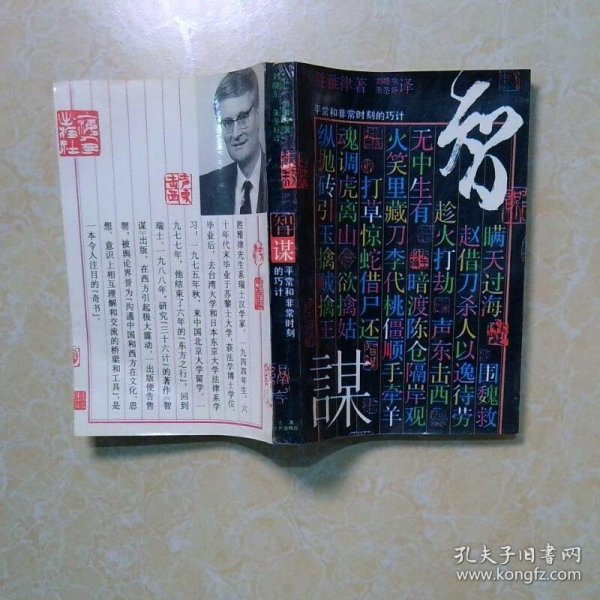 胜雅律著
译
平常和非常时刻的巧计
智
謀
瞒天过海 围魏救
赵借刀杀人以逸待劳
趁火打劫 声东击西
无中生有 暗渡陈仓隔岸观
火笑里藏刀李代桃僵顺手牵羊
打草惊蛇借尸还
魂调虎离山欲擒姑
纵抛砖引玉擒贼擒王
智谋
平常和非常时刻
的巧计
胜雅律先生系瑞士汉学家。一九四四年生，六
十年代末毕业于苏黎士大学，获法学博士学位。
毕业后，去台湾大学和日本东京大学法律系学
习，一九七五年秋，来中国北京大学留学，一
九七七年，他结束了六年的“东方之行”，回到
瑞士。一九八八年，研究《三十六计》的著作《智
谋》出版，在西方引起极大震动，一出版便告售
罄，被舆论界誉为“沟通中国和西方在文化、思
想、意识上相互理解和交流的桥梁和工具”，是
一本令人注目的“奇书”。
孔夫子旧书网
www.kongfz.com